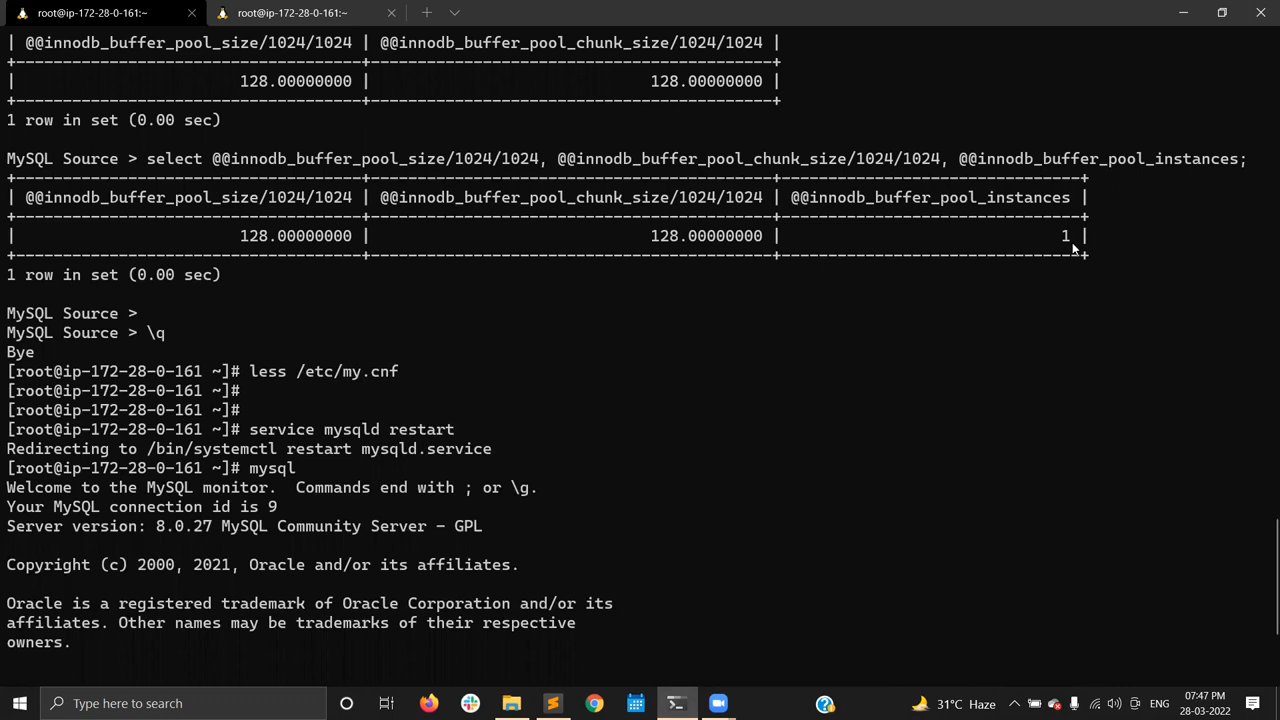 root@ip-172-28-0-161:~
root@ip-172-28-0-161:~
| @@innodb_buffer_pool_size/1024/1024 | @@innodb_buffer_pool_chunk_size/1024/1024 |
+-------------------------------------+-------------------------------------------+
|                        128.00000000 |                              128.00000000 |
+-------------------------------------+-------------------------------------------+
1 row in set (0.00 sec)
MySQL Source > select @@innodb_buffer_pool_size/1024/1024, @@innodb_buffer_pool_chunk_size/1024/1024, @@innodb_buffer_pool_instances;
+-------------------------------------+-------------------------------------------+--------------------------------+
| @@innodb_buffer_pool_size/1024/1024 | @@innodb_buffer_pool_chunk_size/1024/1024 | @@innodb_buffer_pool_instances |
+-------------------------------------+-------------------------------------------+--------------------------------+
|                        128.00000000 |                              128.00000000 |                              1 |
+-------------------------------------+-------------------------------------------+--------------------------------+
1 row in set (0.00 sec)
MySQL Source >
MySQL Source > \q
Bye
[root@ip-172-28-0-161 ~]# less /etc/my.cnf
[root@ip-172-28-0-161 ~]#
[root@ip-172-28-0-161 ~]#
[root@ip-172-28-0-161 ~]# service mysqld restart
Redirecting to /bin/systemctl restart mysqld.service
[root@ip-172-28-0-161 ~]# mysql
Welcome to the MySQL monitor.  Commands end with ; or \g.
Your MySQL connection id is 9
Server version: 8.0.27 MySQL Community Server - GPL
Copyright (c) 2000, 2021, Oracle and/or its affiliates.
Oracle is a registered trademark of Oracle Corporation and/or its
affiliates. Other names may be trademarks of their respective
owners.
Type here to search
31°C Haze
ENG
07:47 PM
28-03-2022